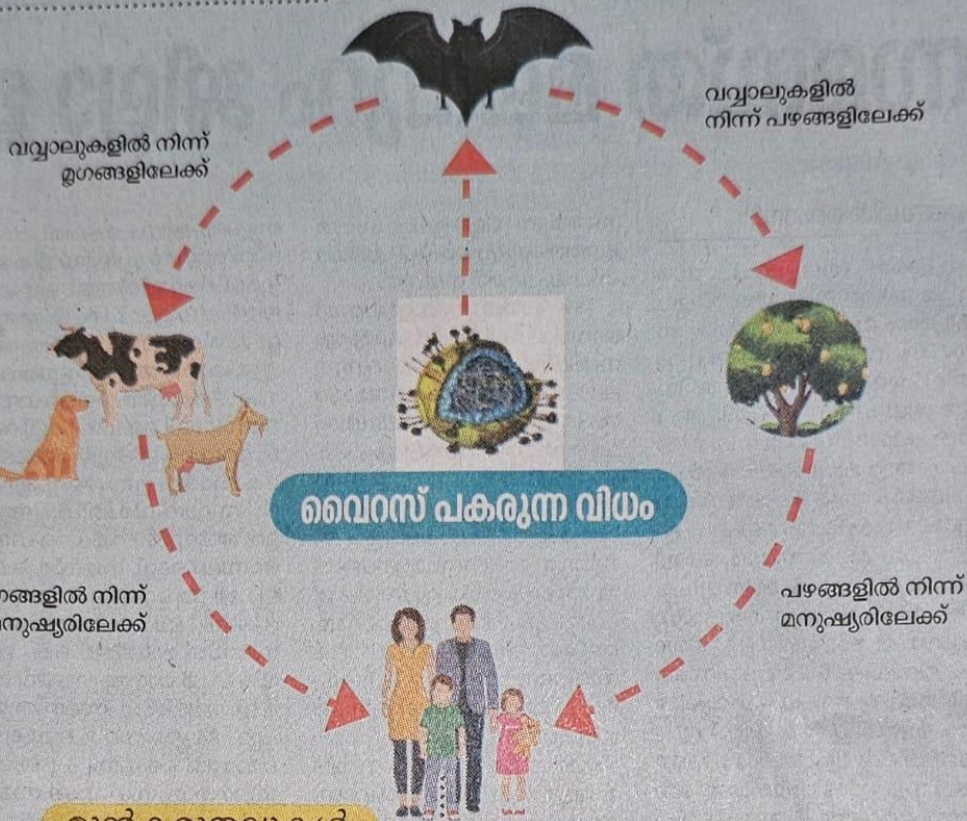 വവ്വാലുകളിൽ നിന്ന്
മൃഗങ്ങളിലേക്ക്
വവ്വാലുകളിൽ
നിന്ന് പഴങ്ങളിലേക്ക്
വൈറസ് പകരുന്ന വിധം
നിന്ന്
പഴങ്ങളിൽ നിന്ന്
മനുഷ്യരിലേക്ക്